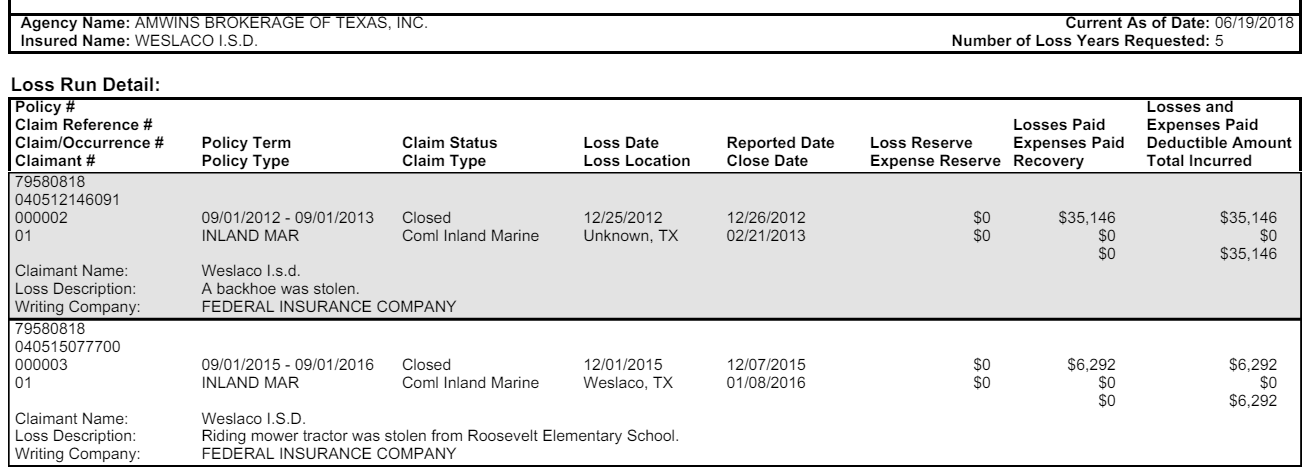 Agency Name: AMWINS BROKERAGE OF TEXAS, INC. Current As of Date: 06/19/2018
Insured Name: WESLACO I.S.D. Number of Loss Years Requested: 5
Loss Run Detail:
Policy # Losses and
Claim Reference # Losses Paid Expenses Paid
Claim/Occurrence # Policy Term Claim Status Loss Date Reported Date Loss Reserve Expenses Paid Deductible Amount
Claimant # Policy Type Claim Type Loss Location Close Date Expense Reserve Recovery Total Incurred
79580818
040512146091
000002 09/01/2012 - 09/01/2013 Closed 12/25/2012 12/26/2012 $0 $35,146 $35,146
01 INLAND MAR Coml Inland Marine Unknown, TX 02/21/2013 $0 $0 $0
$0 $35,146
Claimant Name: Weslaco I.s.d.
Loss Description: A backhoe was stolen.
Writing Company: FEDERAL INSURANCE COMPANY
79580818
040515077700
000003 09/01/2015 - 09/01/2016 Closed 12/01/2015 12/07/2015 $0 $6,292 $6,292
01 INLAND MAR Coml Inland Marine Weslaco, TX 01/08/2016 $0 $0 $0
$0 $6,292
Claimant Name: Weslaco I.S.D.
Loss Description: Riding mower tractor was stolen from Roosevelt Elementary School.
Writing Company: FEDERAL INSURANCE COMPANY